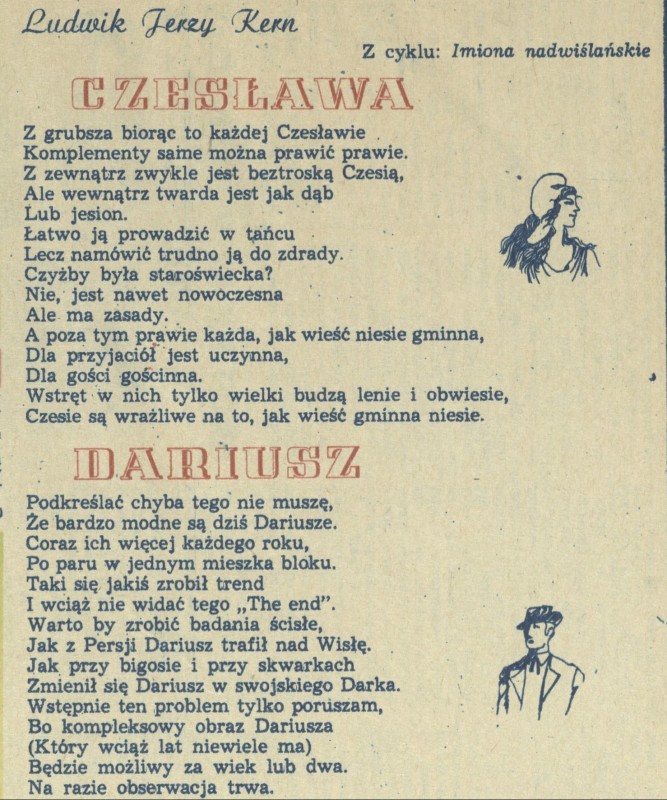 Ludwik Jerzy Kern
Z cyklu: Imiona nadwiślańskie
CZESŁAWA
Z grubsza biorąc to każdej Czesławie
Komplementy same można prawić prawie.
Z zewnątrz zwykle jest beztroską Czesią,
Ale wewnątrz twarda jest jak dąb
Lub jesion.
Łatwo ją prowadzić w tańcu
Lecz namówić trudno ją do zdrady.
Czyżby była staroświecka?
Nie, jest nawet nowoczesna
Ale ma zasady.
A poza tym prawie każda, jak wieść niesie gminna,
Dla przyjaciół jest uczynna,
Dla gości gościnna.
Wstręt w nich tylko wielki budzą lenie i obwiesie,
Czesie są wrażliwe na to, jak wieść gminna niesie.
DARIUSZ
Podkreślać chyba tego nie muszę,
Że bardzo modne są dziś Dariusze.
Coraz ich więcej każdego roku,
Po paru w jednym mieszka bloku.
Taki się jakiś zrobił trend
I wciąż nie widać tego „The end”.
Warto by zrobić badania ścisłe,
Jak z Persji Dariusz trafił nad Wisłę.
Jak przy bigosie i przy skwarkach
Zmienił się Dariusz w swojskiego Darka.
Wstępnie ten problem tylko poruszam,
Bo kompleksowy obraz Dariusza
(Który wciąż lat niewiele ma)
Będzie możliwy za wiek lub dwa.
Na razie obserwacja trwa.